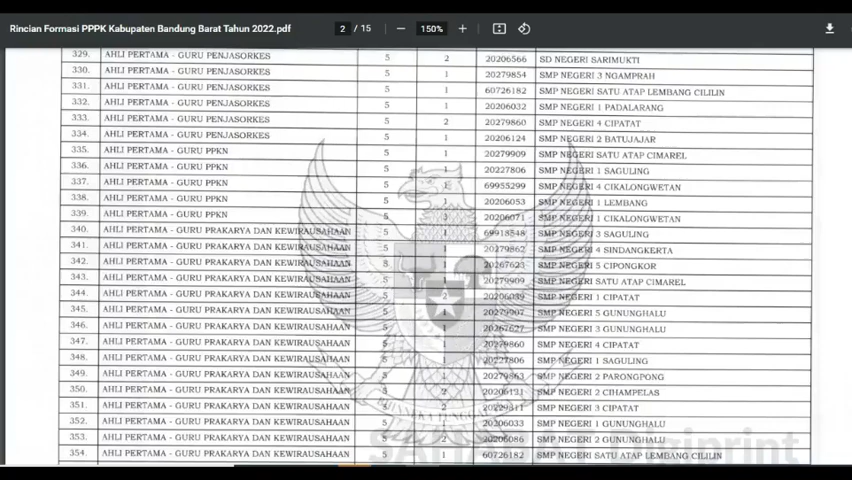 Rincian Formasi PPPK Kabupaten Bandung Barat Tahun 2022.pdf 2 / 15 − 150% +
329. AHLI PERTAMA - GURU PENJASORKES 5 2 20206566 SD NEGERI SARIMUKTI
330. AHLI PERTAMA - GURU PENJASORKES 5 1 20279854 SMP NEGERI 3 NGAMPRAH
331. AHLI PERTAMA - GURU PENJASORKES 5 1 60726182 SMP NEGERI SATU ATAP LEMBANG CILILIN
332. AHLI PERTAMA - GURU PENJASORKES 5 1 20206032 SMP NEGERI 1 PADALARANG
333. AHLI PERTAMA - GURU PENJASORKES 5 2 20279860 SMP NEGERI 4 CIPATAT
334. AHLI PERTAMA - GURU PENJASORKES 5 1 20206124 SMP NEGERI 2 BATUJAJAR
335. AHLI PERTAMA - GURU PPKN 5 1 20279909 SMP NEGERI SATU ATAP CIMAREL
336. AHLI PERTAMA - GURU PPKN 5 1 20227806 SMP NEGERI 1 SAGULING
337. AHLI PERTAMA - GURU PPKN 5 1 69955299 SMP NEGERI 4 CIKALONGWETAN
338. AHLI PERTAMA - GURU PPKN 5 1 20206053 SMP NEGERI 1 LEMBANG
339. AHLI PERTAMA - GURU PPKN 5 3 20206071 SMP NEGERI 1 CIKALONGWETAN
340. AHLI PERTAMA - GURU PRAKARYA DAN KEWIRAUSAHAAN 5 1 69918548 SMP NEGERI 3 SAGULING
341. AHLI PERTAMA - GURU PRAKARYA DAN KEWIRAUSAHAAN 5 1 20279862 SMP NEGERI 4 SINDANGKERTA
342. AHLI PERTAMA - GURU PRAKARYA DAN KEWIRAUSAHAAN 5 1 20267623 SMP NEGERI 5 CIPONGKOR
343. AHLI PERTAMA - GURU PRAKARYA DAN KEWIRAUSAHAAN 5 1 20279909 SMP NEGERI SATU ATAP CIMAREL
344. AHLI PERTAMA - GURU PRAKARYA DAN KEWIRAUSAHAAN 5 2 20206039 SMP NEGERI 1 CIPATAT
345. AHLI PERTAMA - GURU PRAKARYA DAN KEWIRAUSAHAAN 5 1 20279907 SMP NEGERI 5 GUNUNGHALU
346. AHLI PERTAMA - GURU PRAKARYA DAN KEWIRAUSAHAAN 5 1 20267627 SMP NEGERI 3 GUNUNGHALU
347. AHLI PERTAMA - GURU PRAKARYA DAN KEWIRAUSAHAAN 5 1 20279860 SMP NEGERI 4 CIPATAT
348. AHLI PERTAMA - GURU PRAKARYA DAN KEWIRAUSAHAAN 5 1 20227806 SMP NEGERI 1 SAGULING
349. AHLI PERTAMA - GURU PRAKARYA DAN KEWIRAUSAHAAN 5 1 20279863 SMP NEGERI 2 PARONGPONG
350. AHLI PERTAMA - GURU PRAKARYA DAN KEWIRAUSAHAAN 5 2 20206121 SMP NEGERI 2 CIHAMPELAS
351. AHLI PERTAMA - GURU PRAKARYA DAN KEWIRAUSAHAAN 5 2 SMP NEGERI 3 CIPATAT
352. AHLI PERTAMA - GURU PRAKARYA DAN KEWIRAUSAHAAN 5 1 20206033 SMP NEGERI 1 GUNUNGHALU
353. AHLI PERTAMA - GURU PRAKARYA DAN KEWIRAUSAHAAN 5 2 20206086 SMP NEGERI 2 GUNUNGHALU
354. AHLI PERTAMA - GURU PRAKARYA DAN KEWIRAUSAHAAN 5 1 60726182 SMP NEGERI SATU ATAP LEMBANG CILILIN